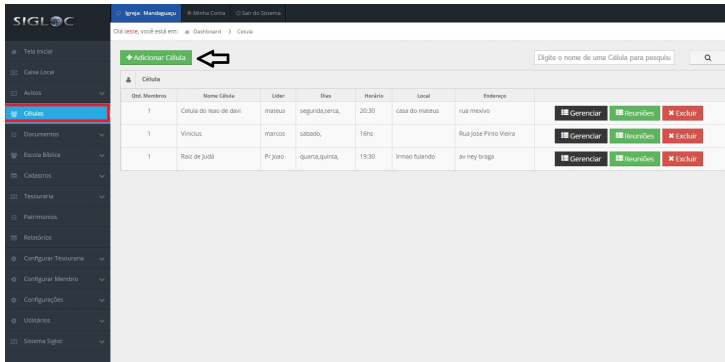 SIGLOC
Igreja: Mandaguaçu
Minha Conta
Sair do Sistema
Olá teste, você está em: Dashboard > Celula
Tela Inicial
Caixa Local
Avisos
Células
Documentos
Escola Bíblica
Cadastros
Tesouraria
Patrimonios
Relatórios
Configurar Tesouraria
Configurar Membro
Configurações
Utilitários
Sistema Sigloc
+ Adicionar Célula
Digite o nome de uma Célula para pesquisa
Célula
Qtd. Membros Nome Célula Lider Dias Horário Local Endereço
1 Celula do leao de davi mateus segunda,terca, 20:30 casa do mateus rua mexivo Gerenciar Reuniões Excluir
1 Vinicius marcos sabado, 16hs Rua Jose Pinto Vieira Gerenciar Reuniões Excluir
1 Raiz de Judá Pr Joao quarta,quinta, 19:30 Irmao fulando av ney braga Gerenciar Reuniões Excluir